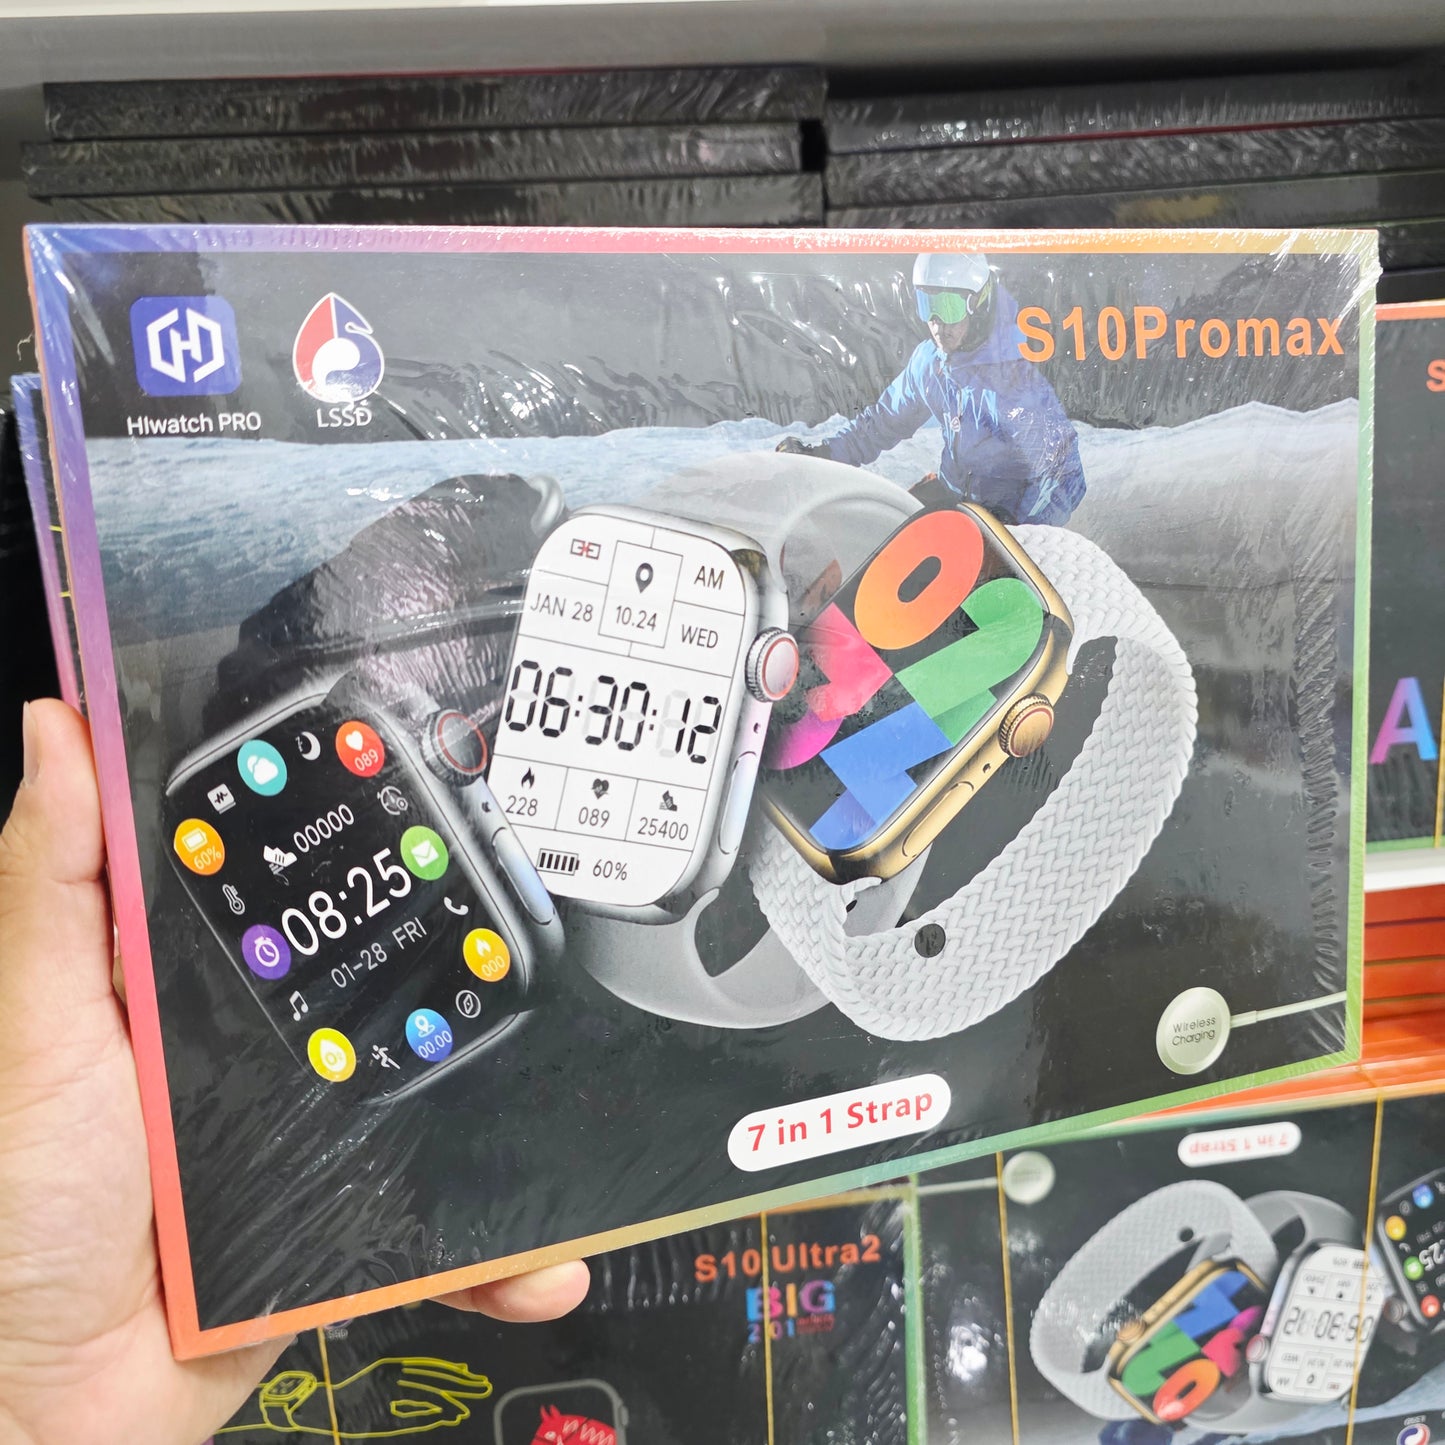 HIwatch PRO
LSSD
S10Promax
S
AM
JAN 28
10.24
WED
06:30:12
228
089
25400
60%
089
60%
00000
08:25
01-28 FRI
000
00.00
Wireless
Charging
7 in 1 Strap
A
7 in 1 Strap
S10 Ultra2
BIG
2.01